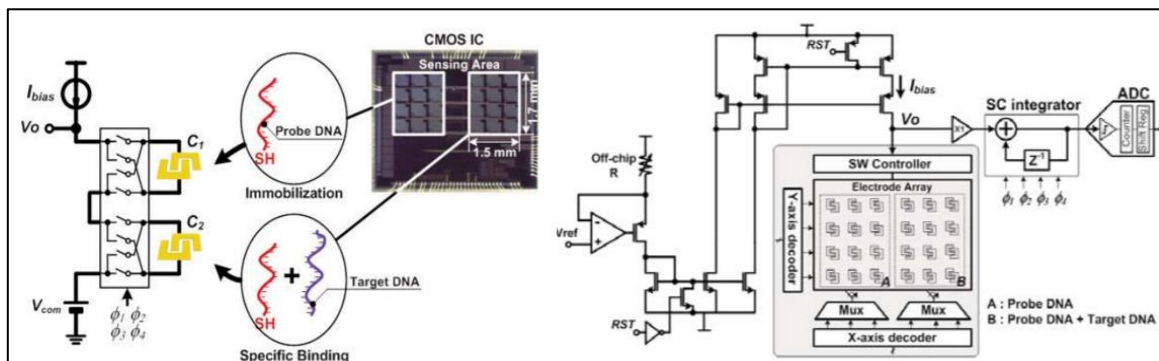 I_bias
Vo
C₁
C₂
V_com
ϕ₁ ϕ₂
ϕ₃ ϕ₄
Probe DNA
SH
Immobilization
+
Target DNA
SH
Specific Binding
CMOS IC
Sensing Area
1.7 mm
1.5 mm
Off-chip
R
Vref
-
+
RST
RST
I_bias
Vo
X1
SC integrator
+
Z⁻¹
ϕ₁ ϕ₂ ϕ₃ ϕ₄
ADC
Counter
Shift Reg.
SW Controller
Electrode Array
Y-axis decoder
A
B
Mux
Mux
X-axis decoder
A : Probe DNA
B : Probe DNA + Target DNA